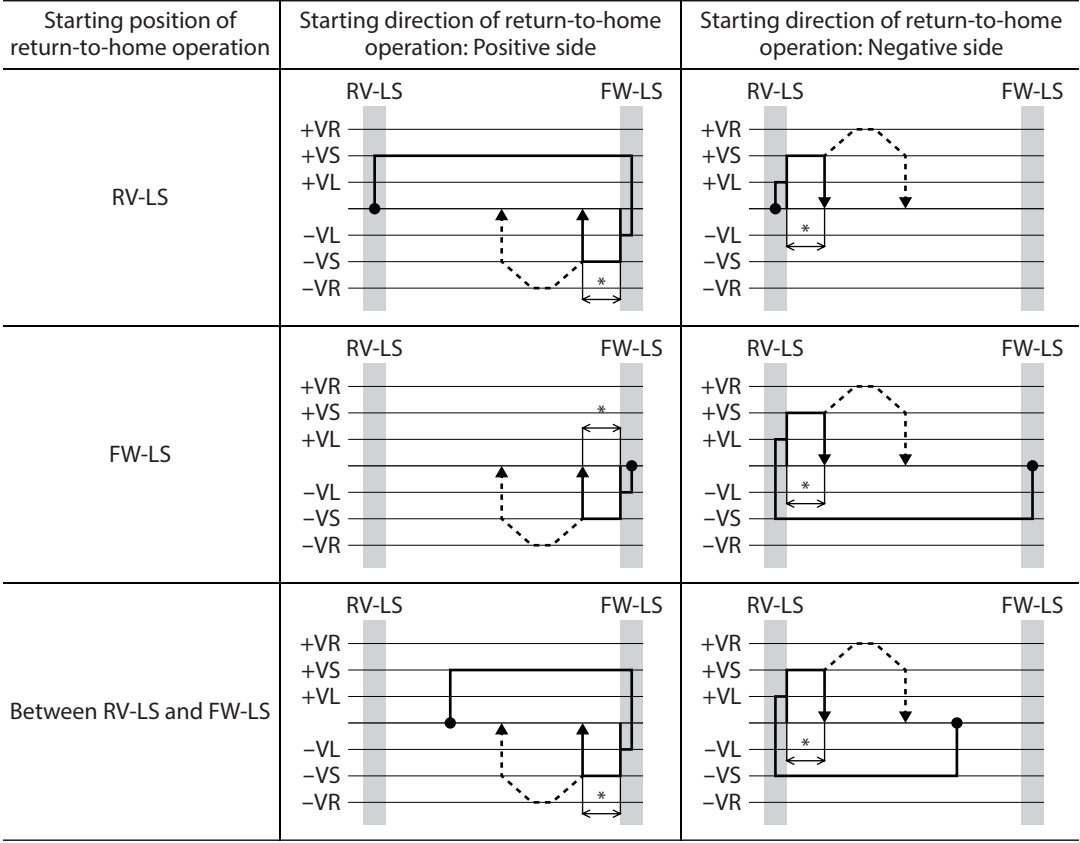 Starting position of
return-to-home operation
Starting direction of return-to-home
operation: Positive side
Starting direction of return-to-home
operation: Negative side
RV-LS
RV-LS FW-LS
+VR
+VS
+VL
–VL
–VS
–VR
*
RV-LS FW-LS
+VR
+VS
+VL
–VL
–VS
–VR
*
FW-LS
RV-LS FW-LS
+VR
+VS
+VL
–VL
–VS
–VR
*
RV-LS FW-LS
+VR
+VS
+VL
–VL
–VS
–VR
*
Between RV-LS and FW-LS
RV-LS FW-LS
+VR
+VS
+VL
–VL
–VS
–VR
*
RV-LS FW-LS
+VR
+VS
+VL
–VL
–VS
–VR
*